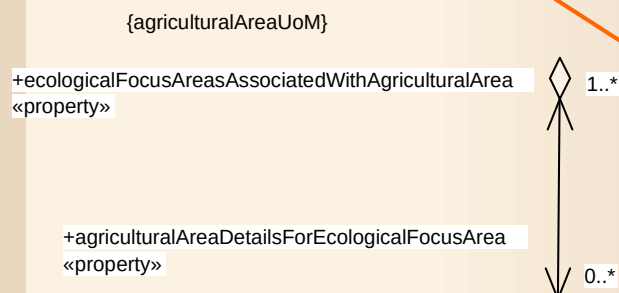 {agriculturalAreaUoM}
+ecologicalFocusAreasAssociatedWithAgriculturalArea
1..*
«property»
+agriculturalAreaDetailsForEcologicalFocusArea
«property»
0..*